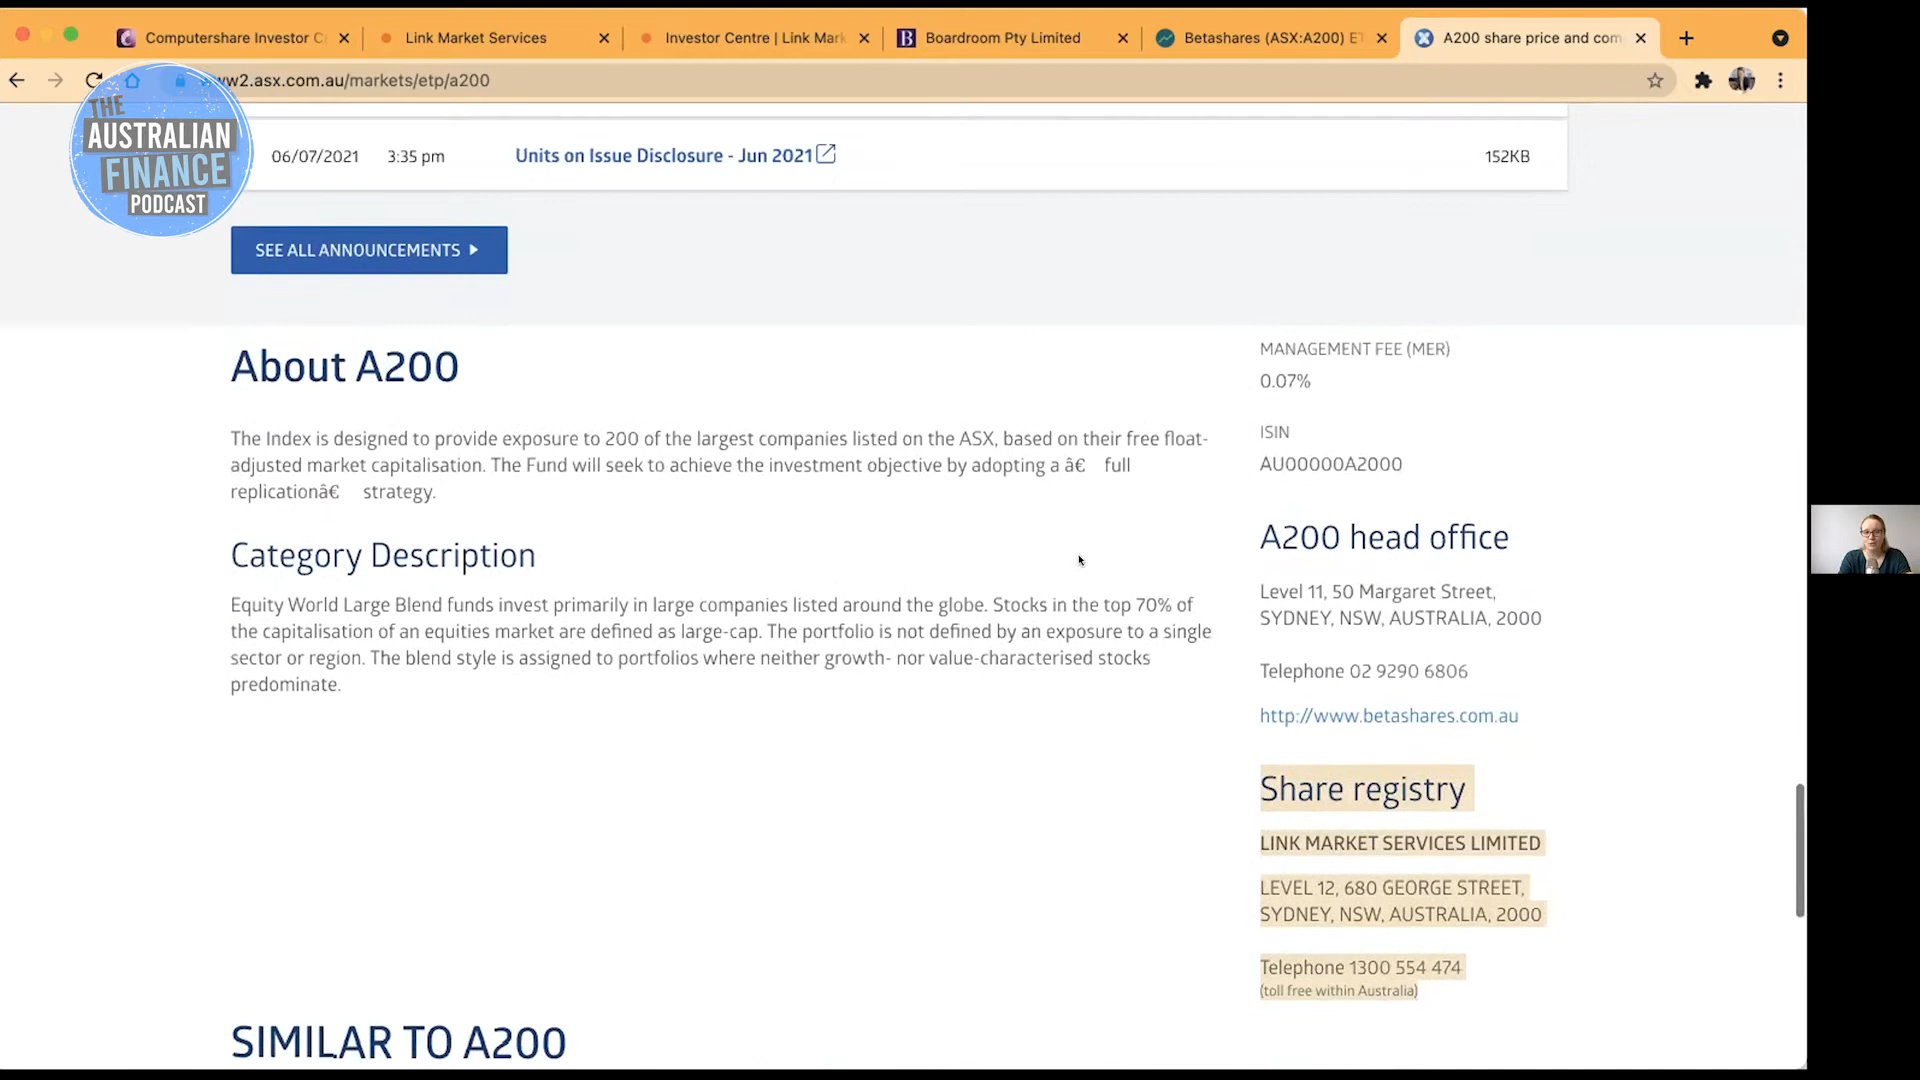 Computershare Investor C
Link Market Services
Investor Centre | Link Mark
Boardroom Pty Limited
Betashares (ASX:A200) ET
A200 share price and com
w2.asx.com.au/markets/etp/a200
THE
AUSTRALIAN
FINANCE
PODCAST
06/07/2021 3:35 pm Units on Issue Disclosure - Jun 2021 152KB
SEE ALL ANNOUNCEMENTS
About A200
The Index is designed to provide exposure to 200 of the largest companies listed on the ASX, based on their free float-
adjusted market capitalisation. The Fund will seek to achieve the investment objective by adopting a â€ full
replicationâ€ strategy.
Category Description
Equity World Large Blend funds invest primarily in large companies listed around the globe. Stocks in the top 70% of
the capitalisation of an equities market are defined as large-cap. The portfolio is not defined by an exposure to a single
sector or region. The blend style is assigned to portfolios where neither growth- nor value-characterised stocks
predominate.
MANAGEMENT FEE (MER)
0.07%
ISIN
AU00000A2000
A200 head office
Level 11, 50 Margaret Street,
SYDNEY, NSW, AUSTRALIA, 2000
Telephone 02 9290 6806
http://www.betashares.com.au
Share registry
LINK MARKET SERVICES LIMITED
LEVEL 12, 680 GEORGE STREET,
SYDNEY, NSW, AUSTRALIA, 2000
Telephone 1300 554 474
(toll free within Australia)
SIMILAR TO A200